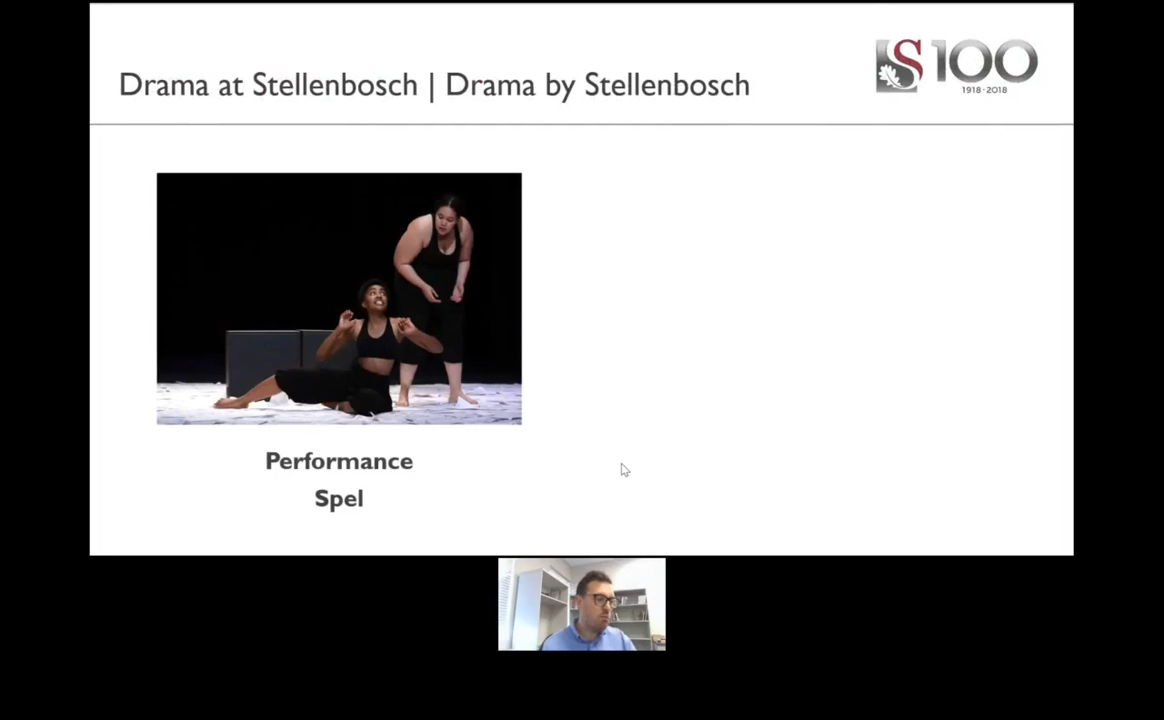 Drama at Stellenbosch | Drama by Stellenbosch
S100
1918 · 2018
Performance
Spel